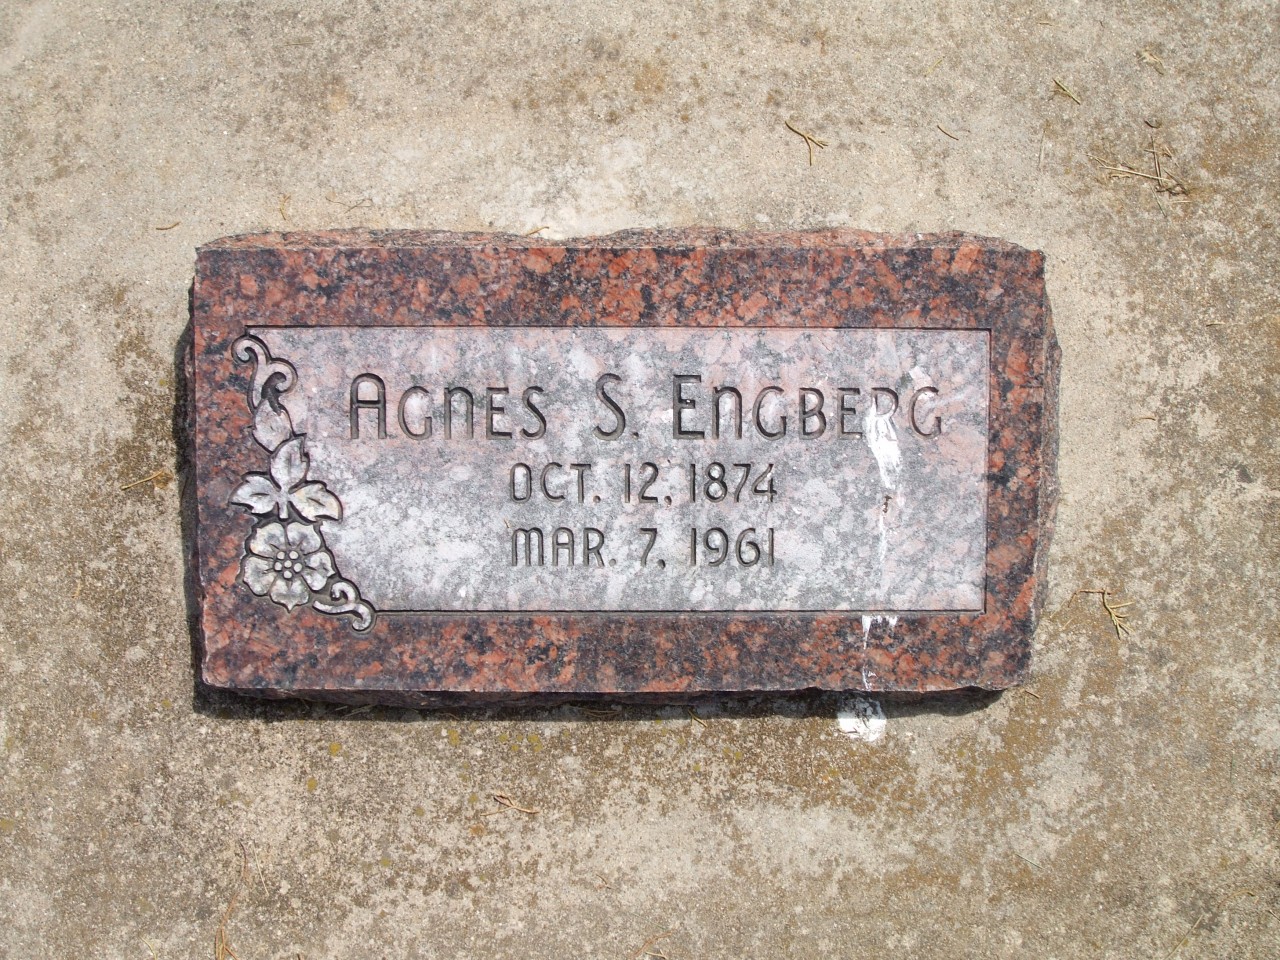 AGNES S. ENGBERG
OCT. 12, 1874
MAR. 7, 1961